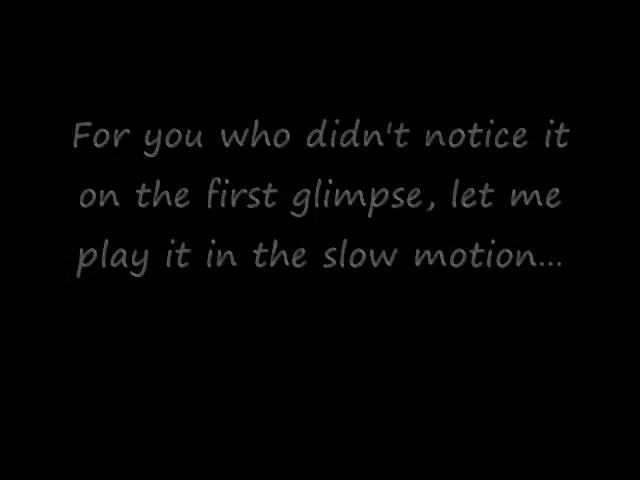 For you who didn't notice it
on the first glimpse, let me
play it in the slow motion...